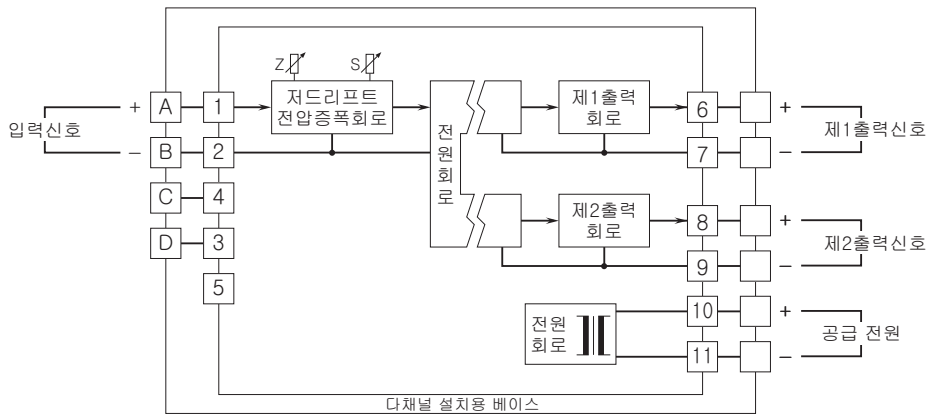 Z S
저드리프트
전압증폭회로
전원회로
제1출력
회로
제2출력
회로
전원
회로
입력신호
+ A 1
− B 2
C 4
D 3
5
6 +
7 −
제1출력신호
8 +
9 −
제2출력신호
10 +
11 −
공급 전원
다채널 설치용 베이스